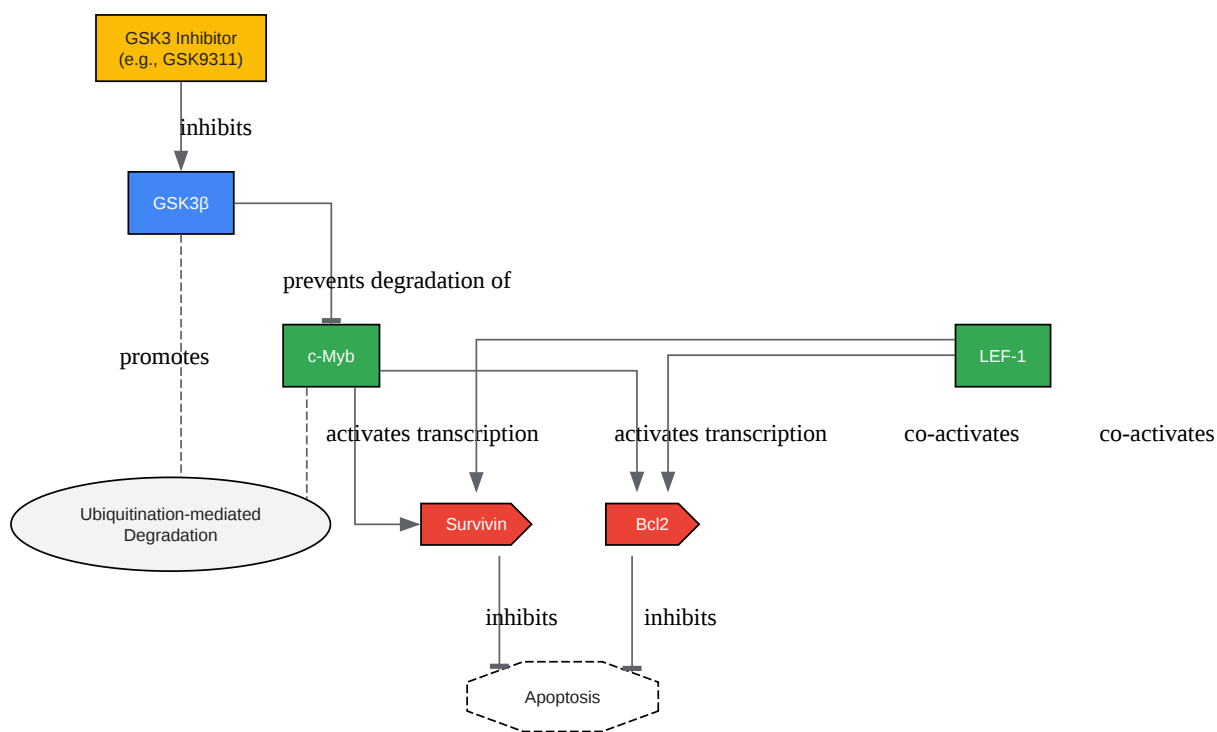 GSK3 Inhibitor
(e.g., GSK9311)
inhibits
GSK3β
prevents degradation of
promotes
c-Myb
LEF-1
activates transcription
activates transcription
co-activates
co-activates
Ubiquitination-mediated
Degradation
Survivin
Bcl2
inhibits
inhibits
Apoptosis